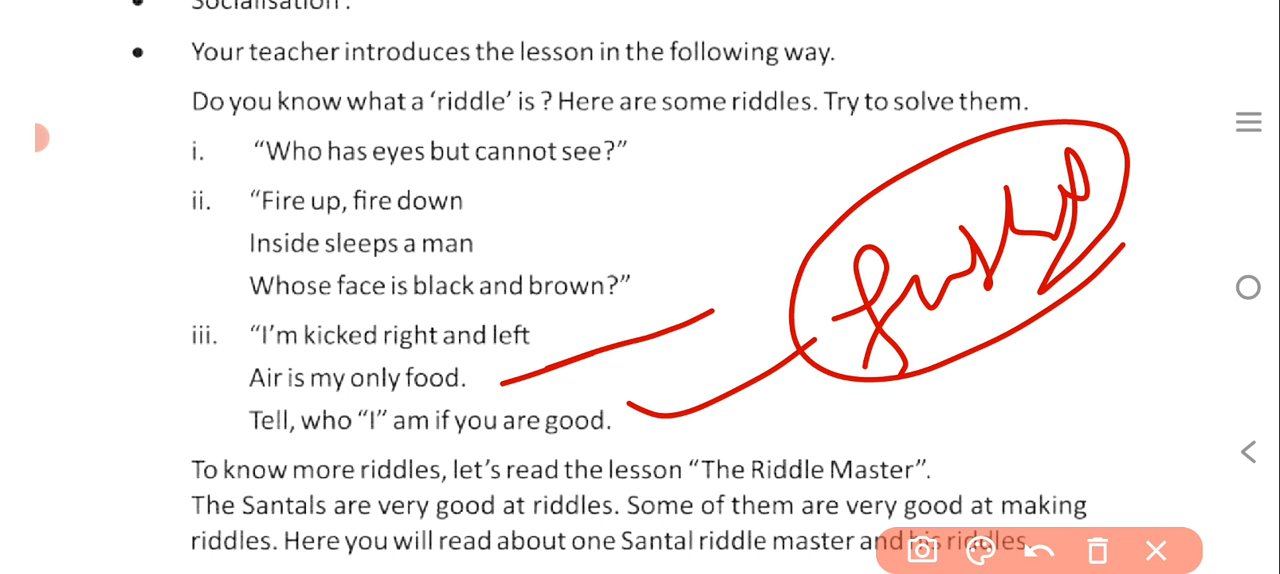 Socialisation.
• Your teacher introduces the lesson in the following way.
Do you know what a ‘riddle’ is ? Here are some riddles. Try to solve them.
i. “Who has eyes but cannot see?”
ii. “Fire up, fire down
Inside sleeps a man
Whose face is black and brown?”
iii. “I’m kicked right and left
Air is my only food.
Tell, who “I” am if you are good.
To know more riddles, let’s read the lesson “The Riddle Master”.
The Santals are very good at riddles. Some of them are very good at making
riddles. Here you will read about one Santal riddle master and his riddles.